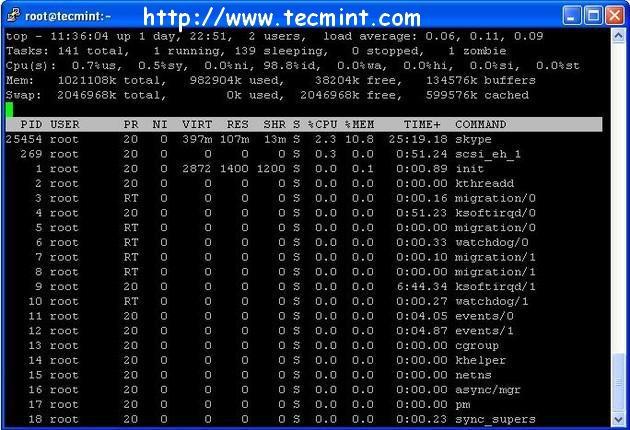 root@tecmint:~
http://www.tecmint.com
top - 11:36:04 up 1 day, 22:51, 2 users, load average: 0.06, 0.11, 0.09
Tasks: 141 total, 1 running, 139 sleeping, 0 stopped, 1 zombie
Cpu(s): 0.7%us, 0.5%sy, 0.0%ni, 98.8%id, 0.0%wa, 0.0%hi, 0.0%si, 0.0%st
Mem: 1021108k total, 982904k used, 38204k free, 134576k buffers
Swap: 2046968k total, 0k used, 2046968k free, 599576k cached
PID USER PR NI VIRT RES SHR S %CPU %MEM TIME+ COMMAND
25454 root 20 0 397m 107m 13m S 2.3 10.8 25:19.18 skype
269 root 20 0 0 0 0 S 0.3 0.0 0:51.24 scsi_eh_1
1 root 20 0 2872 1400 1200 S 0.0 0.1 0:00.89 init
2 root 20 0 0 0 0 S 0.0 0.0 0:00.00 kthreadd
3 root RT 0 0 0 0 S 0.0 0.0 0:00.16 migration/0
4 root 20 0 0 0 0 S 0.0 0.0 0:51.23 ksoftirqd/0
5 root RT 0 0 0 0 S 0.0 0.0 0:00.00 migration/0
6 root RT 0 0 0 0 S 0.0 0.0 0:00.33 watchdog/0
7 root RT 0 0 0 0 S 0.0 0.0 0:00.10 migration/1
8 root RT 0 0 0 0 S 0.0 0.0 0:00.00 migration/1
9 root 20 0 0 0 0 S 0.0 0.0 6:44.34 ksoftirqd/1
10 root RT 0 0 0 0 S 0.0 0.0 0:00.27 watchdog/1
11 root 20 0 0 0 0 S 0.0 0.0 0:04.05 events/0
12 root 20 0 0 0 0 S 0.0 0.0 0:04.87 events/1
13 root 20 0 0 0 0 S 0.0 0.0 0:00.00 cgroup
14 root 20 0 0 0 0 S 0.0 0.0 0:00.00 khelper
15 root 20 0 0 0 0 S 0.0 0.0 0:00.00 netns
16 root 20 0 0 0 0 S 0.0 0.0 0:00.00 async/mgr
17 root 20 0 0 0 0 S 0.0 0.0 0:00.00 pm
18 root 20 0 0 0 0 S 0.0 0.0 0:00.23 sync_supers